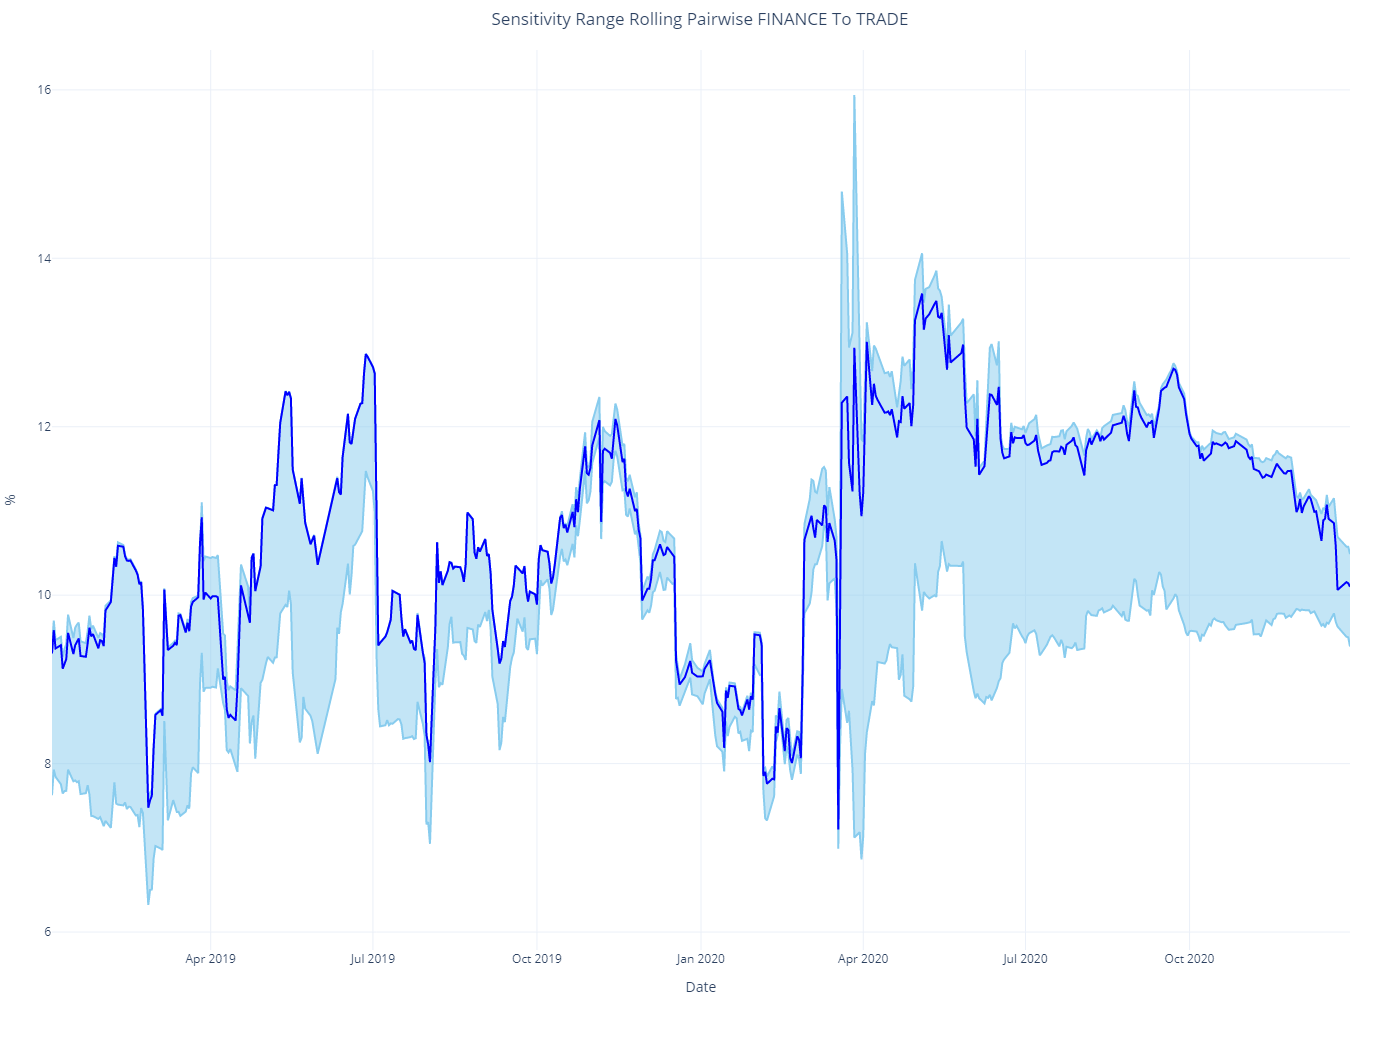 Sensitivity Range Rolling Pairwise FINANCE To TRADE
16
14
12
10
8
6
%
Apr 2019
Jul 2019
Oct 2019
Jan 2020
Apr 2020
Jul 2020
Oct 2020
Date